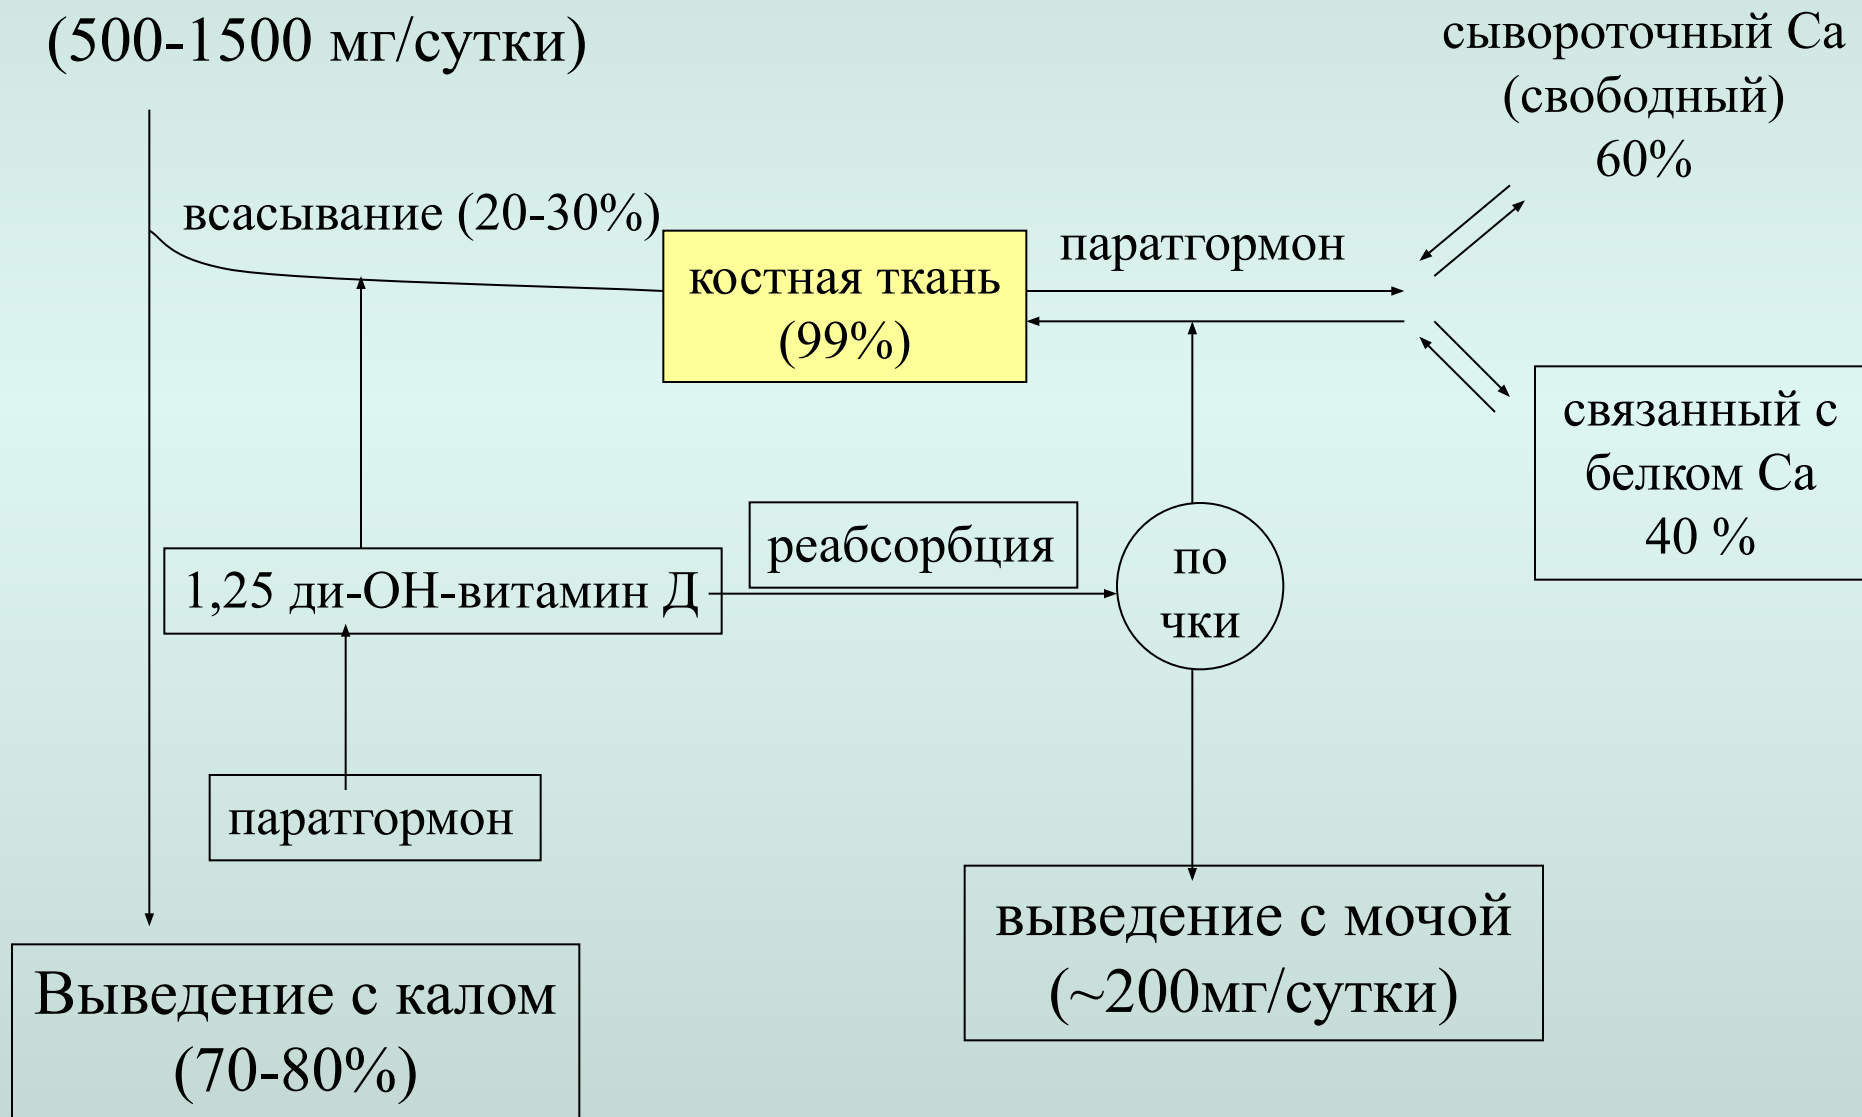 (500-1500 мг/сутки)
сывороточный Са
(свободный)
60%
всасывание (20-30%)
костная ткань
(99%)
паратгормон
связанный с
белком Са
40 %
1,25 ди-ОН-витамин Д
реабсорбция
по
чки
паратгормон
выведение с мочой
(~200мг/сутки)
Выведение с калом
(70-80%)